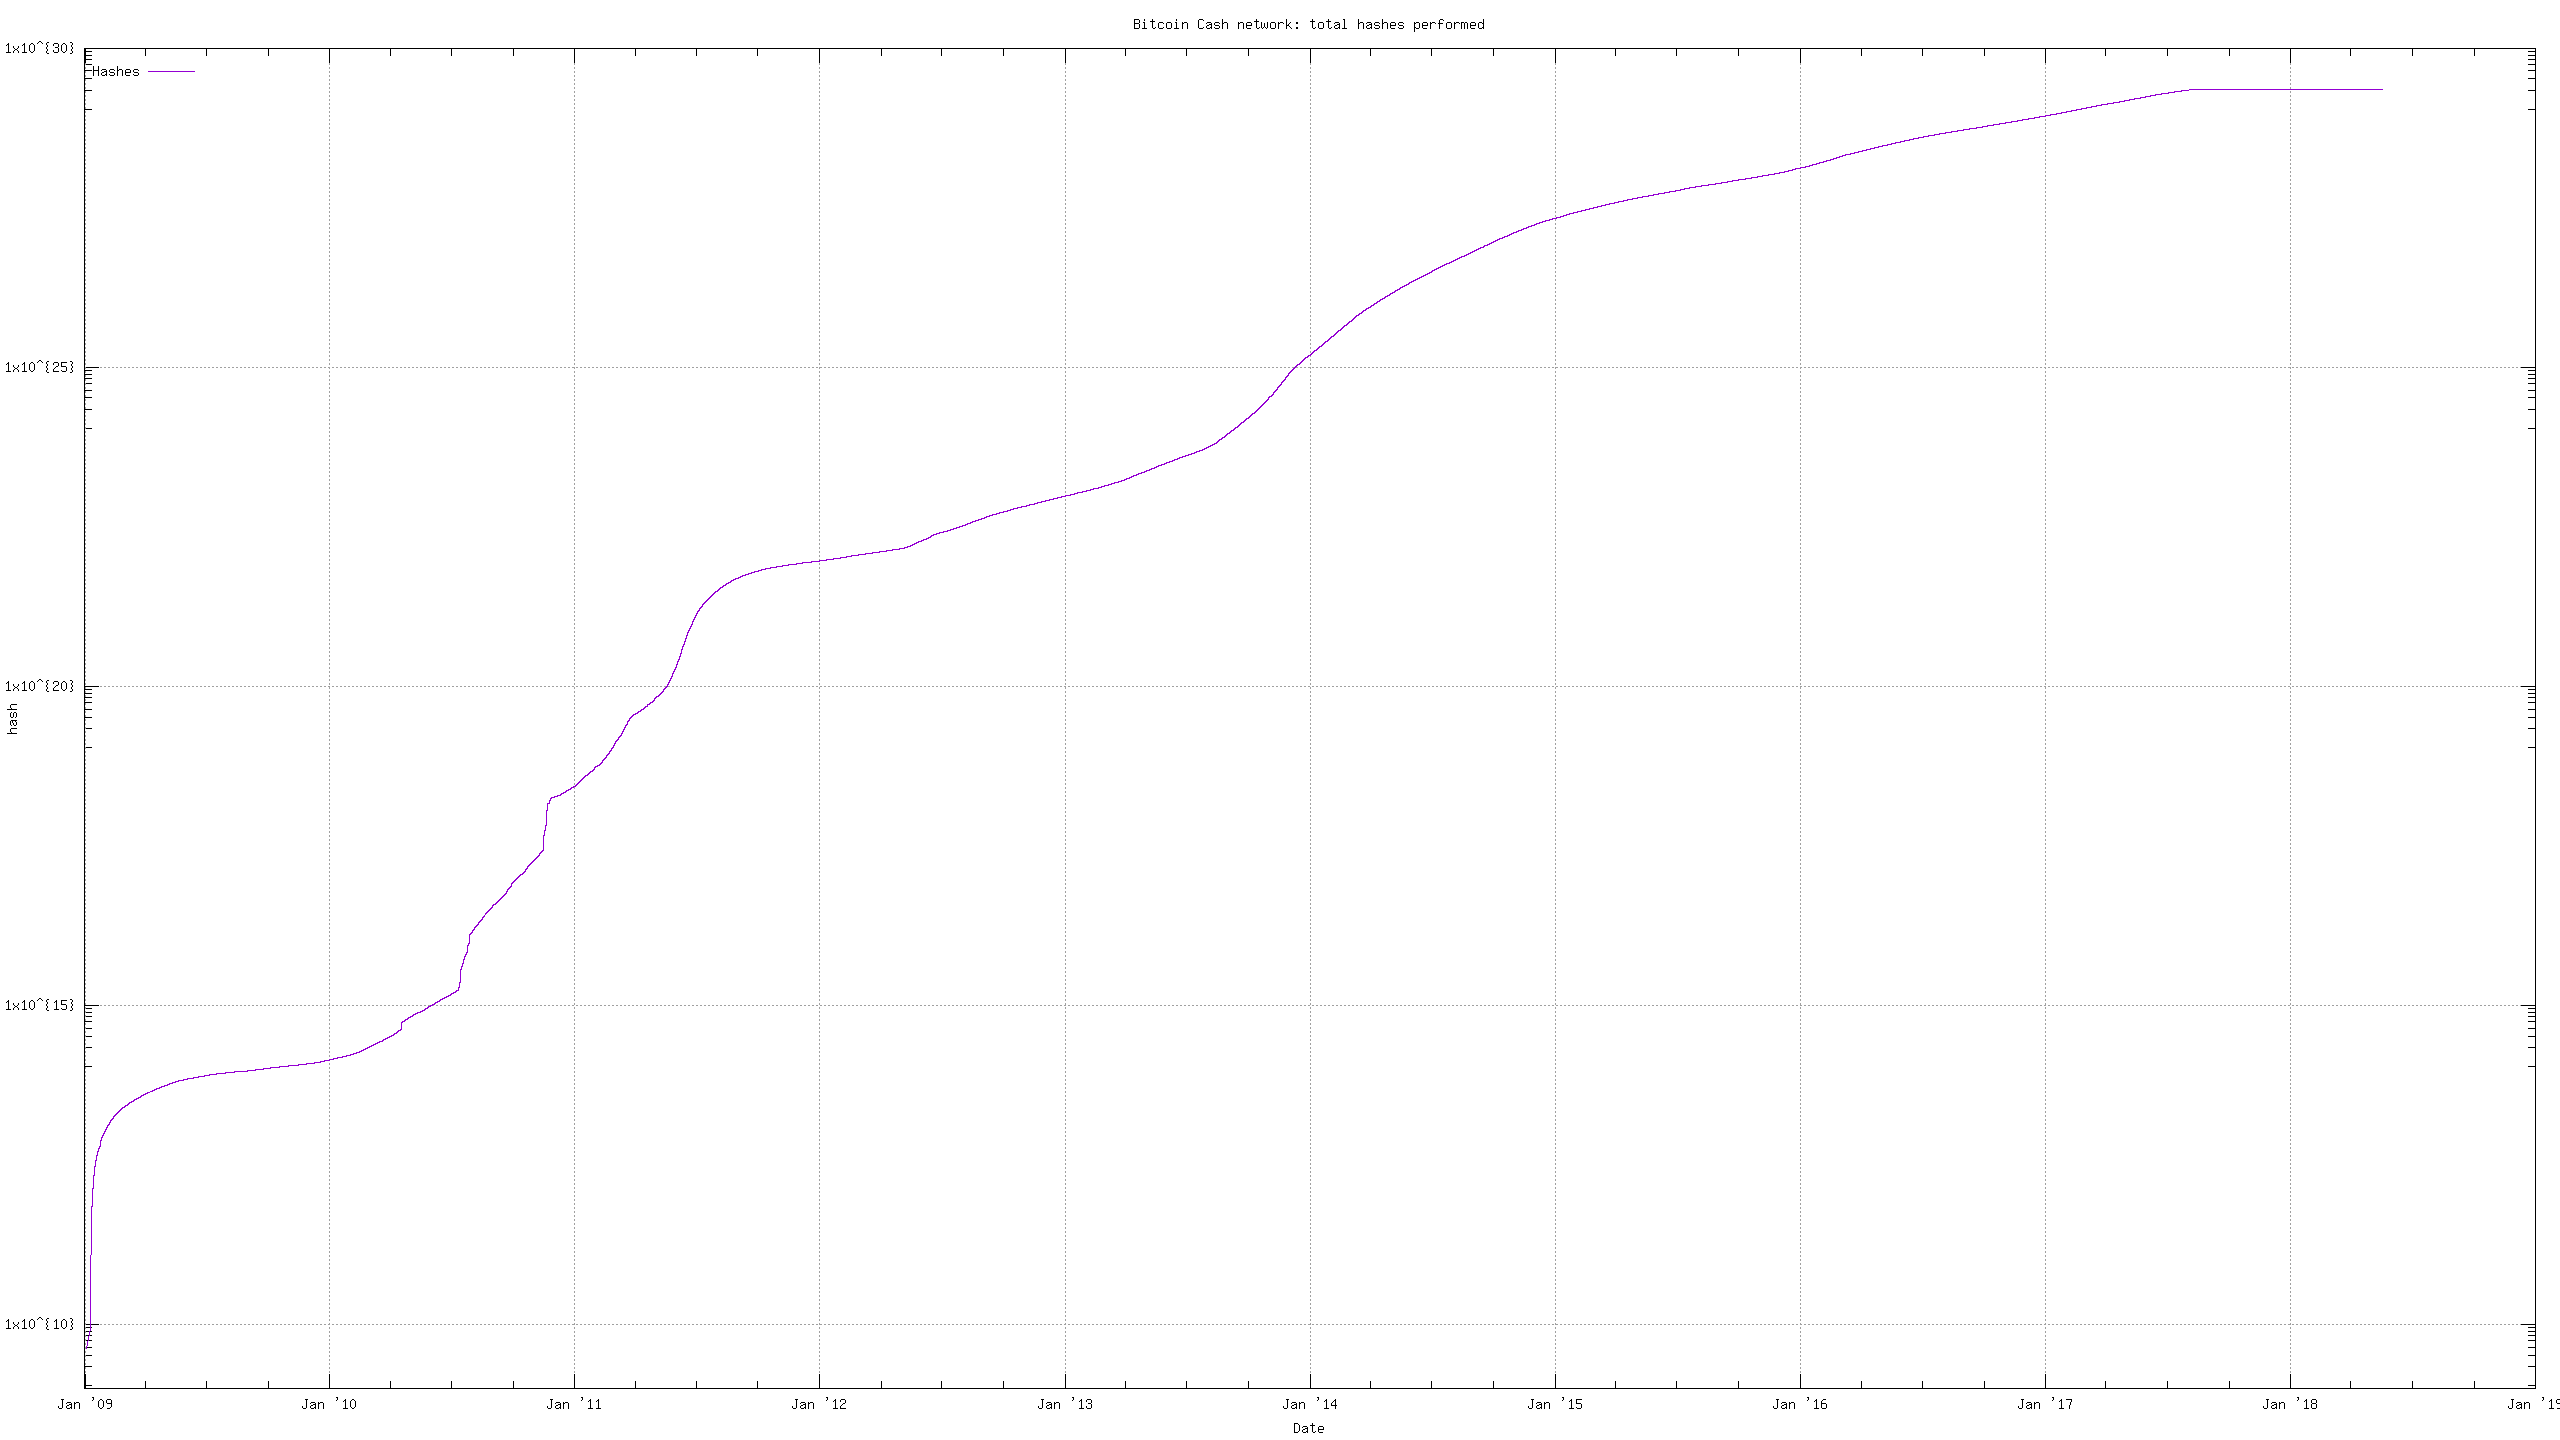 Bitcoin Cash network: total hashes performed
1x10^{30}
Hashes
1x10^{25}
1x10^{20}
hash
1x10^{15}
1x10^{10}
Jan '09 Jan '10 Jan '11 Jan '12 Jan '13 Jan '14 Jan '15 Jan '16 Jan '17 Jan '18 Jan '19
Date